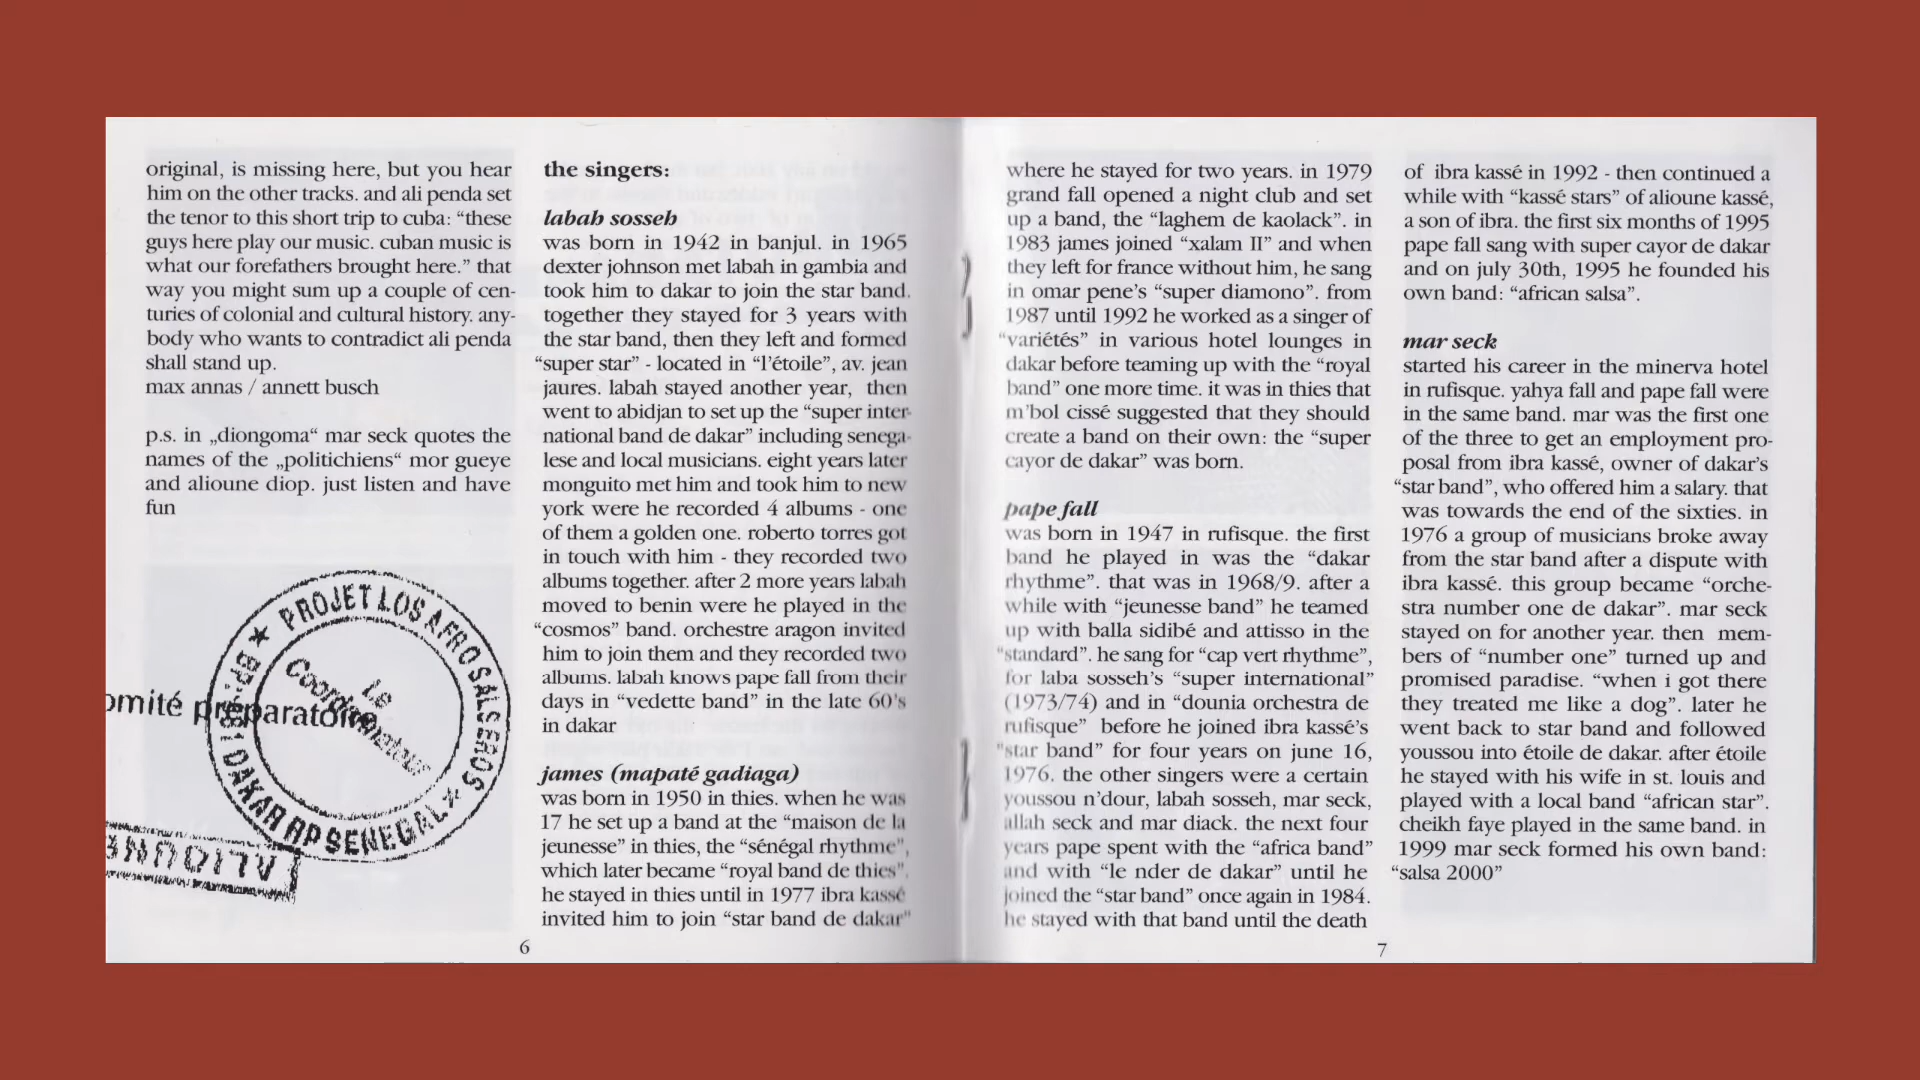 original, is missing here, but you hear
him on the other tracks. and ali penda set
the tenor to this short trip to cuba: “these
guys here play our music. cuban music is
what our forefathers brought here.” that
way you might sum up a couple of cen-
turies of colonial and cultural history. any-
body who wants to contradict ali penda
shall stand up.
max annas / annett busch
p.s. in „diongoma“ mar seck quotes the
names of the „politichiens“ mor gueye
and alioune diop. just listen and have
fun
PROJET LOS AFRO SALSEROS
DAKAR RP SENEGAL
Le
Coordinateur
omité préparatoire
6
the singers:
labah sosseh
was born in 1942 in banjul. in 1965
dexter johnson met labah in gambia and
took him to dakar to join the star band.
together they stayed for 3 years with
the star band, then they left and formed
“super star” - located in “l’étoile”, av. jean
jaures. labah stayed another year, then
went to abidjan to set up the “super inter-
national band de dakar” including senega-
lese and local musicians. eight years later
monguito met him and took him to new
york were he recorded 4 albums - one
of them a golden one. roberto torres got
in touch with him - they recorded two
albums together. after 2 more years labah
moved to benin were he played in the
“cosmos” band. orchestre aragon invited
him to join them and they recorded two
albums. labah knows pape fall from their
days in “vedette band” in the late 60’s
in dakar
james (mapaté gadiaga)
was born in 1950 in thies. when he was
17 he set up a band at the “maison de la
jeunesse” in thies, the “sénégal rhythme”,
which later became “royal band de thies”.
he stayed in thies until in 1977 ibra kassé
invited him to join “star band de dakar”
where he stayed for two years. in 1979
grand fall opened a night club and set
up a band, the “laghem de kaolack”. in
1983 james joined “xalam II” and when
they left for france without him, he sang
in omar pene’s “super diamono”. from
1987 until 1992 he worked as a singer of
“variétés” in various hotel lounges in
dakar before teaming up with the “royal
band” one more time. it was in thies that
m’bol cissé suggested that they should
create a band on their own: the “super
cayor de dakar” was born.
pape fall
was born in 1947 in rufisque. the first
band he played in was the “dakar
rhythme”. that was in 1968/9. after a
while with “jeunesse band” he teamed
up with balla sidibé and attisso in the
“standard”. he sang for “cap vert rhythme”,
for laba sosseh’s “super international”
(1973/74) and in “dounia orchestra de
rufisque” before he joined ibra kassé’s
“star band” for four years on june 16,
1976. the other singers were a certain
youssou n’dour, labah sosseh, mar seck,
allah seck and mar diack. the next four
years pape spent with the “africa band”
and with “le nder de dakar” until he
joined the “star band” once again in 1984.
he stayed with that band until the death
of ibra kassé in 1992 - then continued a
while with “kassé stars” of alioune kassé,
a son of ibra. the first six months of 1995
pape fall sang with super cayor de dakar
and on july 30th, 1995 he founded his
own band: “african salsa”.
mar seck
started his career in the minerva hotel
in rufisque. yahya fall and pape fall were
in the same band. mar was the first one
of the three to get an employment pro-
posal from ibra kassé, owner of dakar’s
“star band”, who offered him a salary. that
was towards the end of the sixties. in
1976 a group of musicians broke away
from the star band after a dispute with
ibra kassé. this group became “orche-
stra number one de dakar”. mar seck
stayed on for another year. then mem-
bers of “number one” turned up and
promised paradise. “when i got there
they treated me like a dog”. later he
went back to star band and followed
youssou into étoile de dakar. after étoile
he stayed with his wife in st. louis and
played with a local band “african star”.
cheikh faye played in the same band. in
1999 mar seck formed his own band:
“salsa 2000”
7